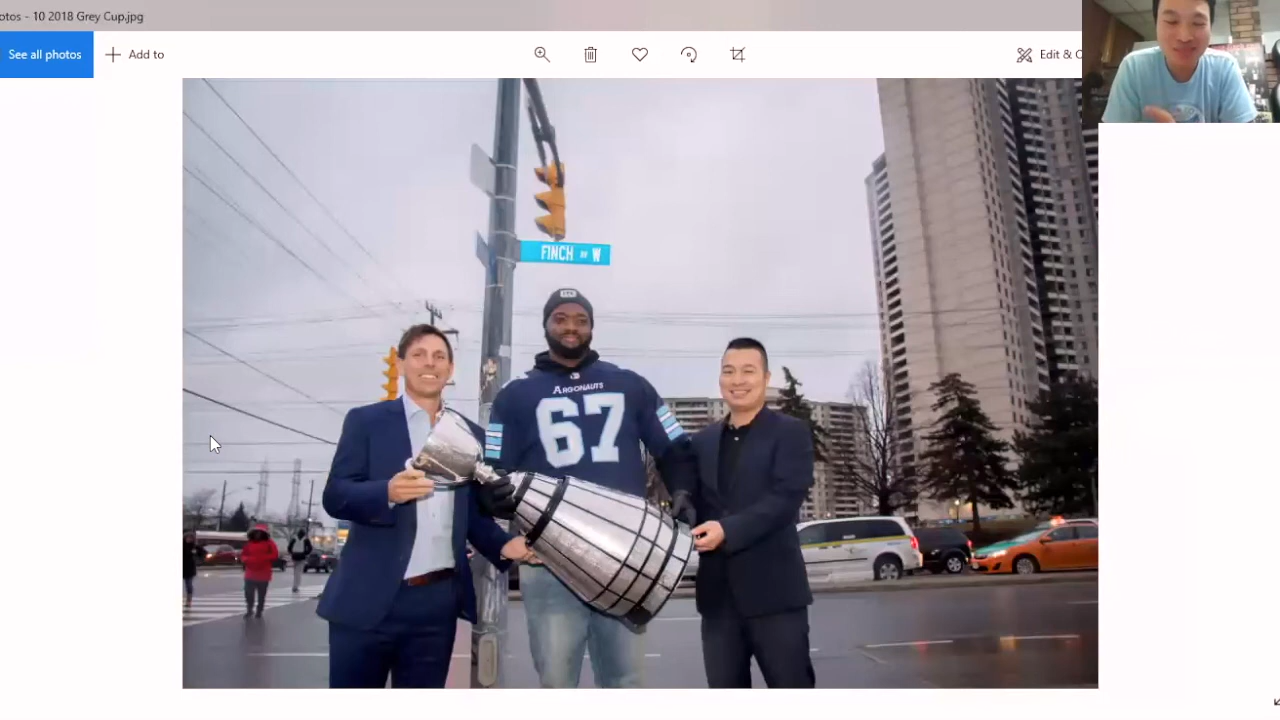 otos - 10 2018 Grey Cup.jpg
See all photos
Add to
Edit & C
FINCH AV W
ARGONAUTS
67